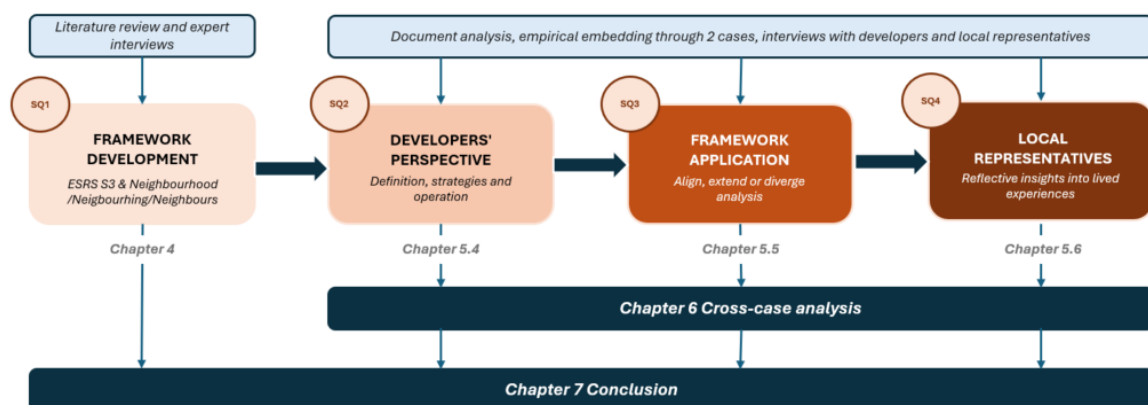 Literature review and expert
interviews
Document analysis, empirical embedding through 2 cases, interviews with developers and local representatives
SQ1
FRAMEWORK
DEVELOPMENT
ESRS S3 & Neighbourhood
/Neigbourhing/Neighbours
SQ2
DEVELOPERS'
PERSPECTIVE
Definition, strategies and
operation
SQ3
FRAMEWORK
APPLICATION
Align, extend or diverge
analysis
SQ4
LOCAL
REPRESENTATIVES
Reflective insights into lived
experiences
Chapter 4
Chapter 5.4
Chapter 5.5
Chapter 5.6
Chapter 6 Cross-case analysis
Chapter 7 Conclusion